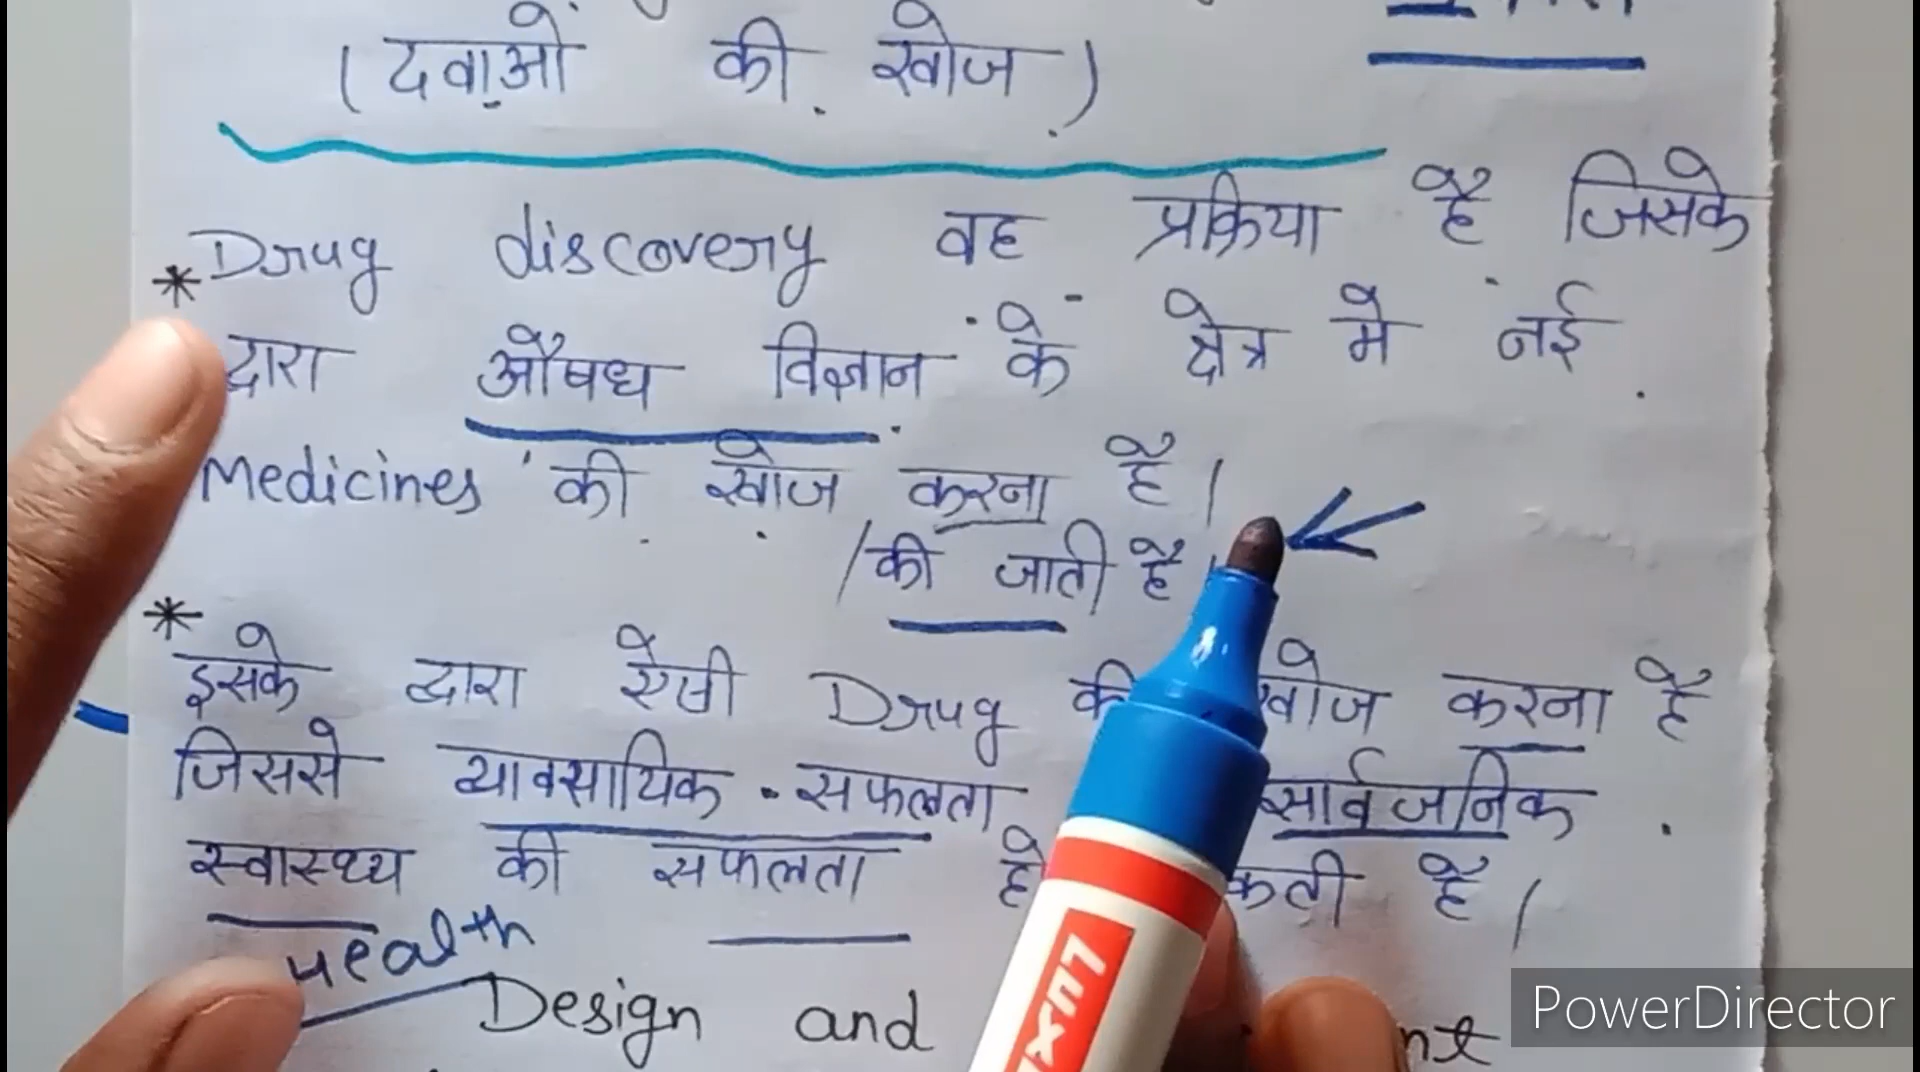 (दवाओं की खोज)
Drug discovery वह प्रक्रिया है जिसके
* द्वारा औषध विज्ञान के क्षेत्र मे नई
Medicines की खोज करना है।
/की जाती है।
*
इसके द्वारा ऐसी Drug की खोज करना है
जिससे व्यावसायिक सफलता सार्वजनिक
स्वास्थ्य की सफलता है।
Health
Design and
Luxn
PowerDirector